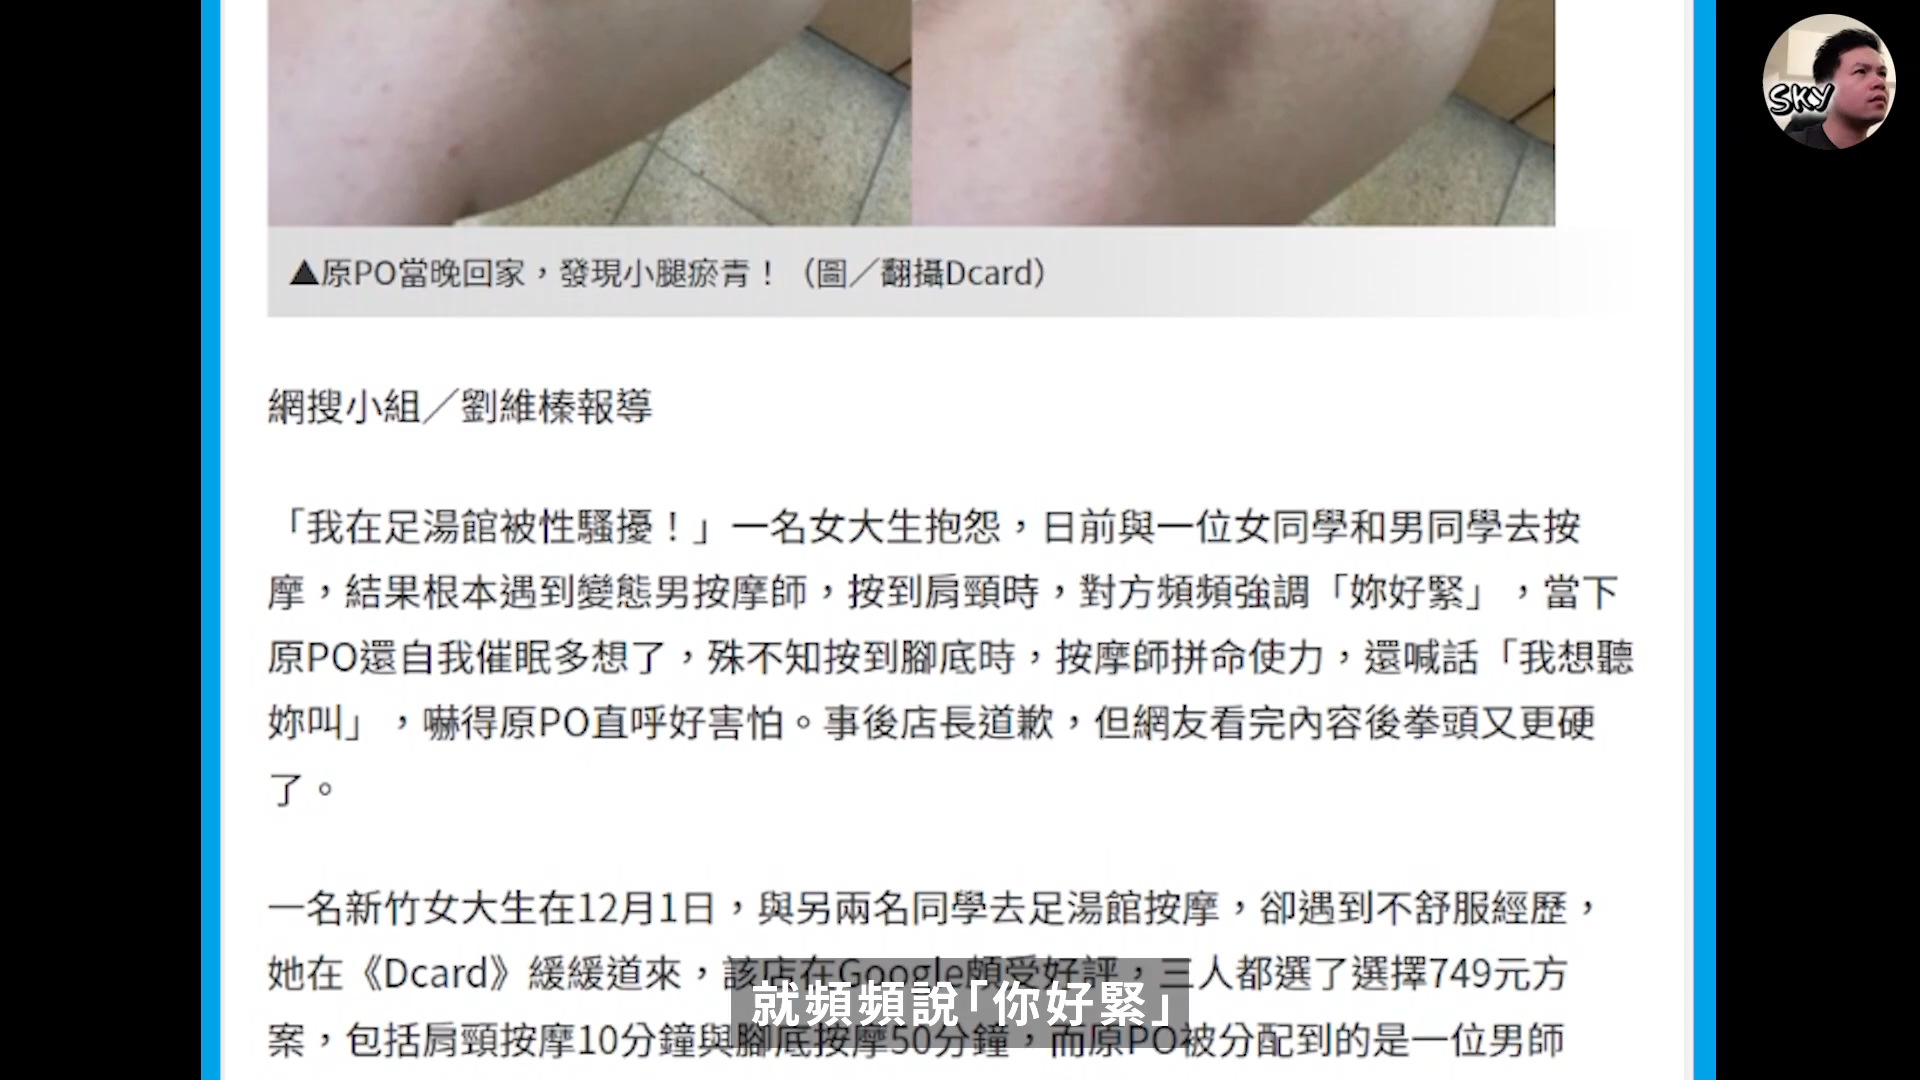 SKY
▲原PO當晚回家，發現小腿瘀青！（圖／翻攝Dcard）
網搜小組／劉維榛報導
「我在足湯館被性騷擾！」一名女大生抱怨，日前與一位女同學和男同學去按
摩，結果根本遇到變態男按摩師，按到肩頸時，對方頻頻強調「妳好緊」，當下
原PO還自我催眠多想了，殊不知按到腳底時，按摩師拼命使力，還喊話「我想聽
妳叫」，嚇得原PO直呼好害怕。事後店長道歉，但網友看完內容後拳頭又更硬
了。
一名新竹女大生在12月1日，與另兩名同學去足湯館按摩，卻遇到不舒服經歷，
她在《Dcard》緩緩道來，該店在Google頗受好評，三人都選了選擇749元方
案，包括肩頸按摩10分鐘與腳底按摩50分鐘，而原PO被分配到的是一位男師
就頻頻說「你好緊」